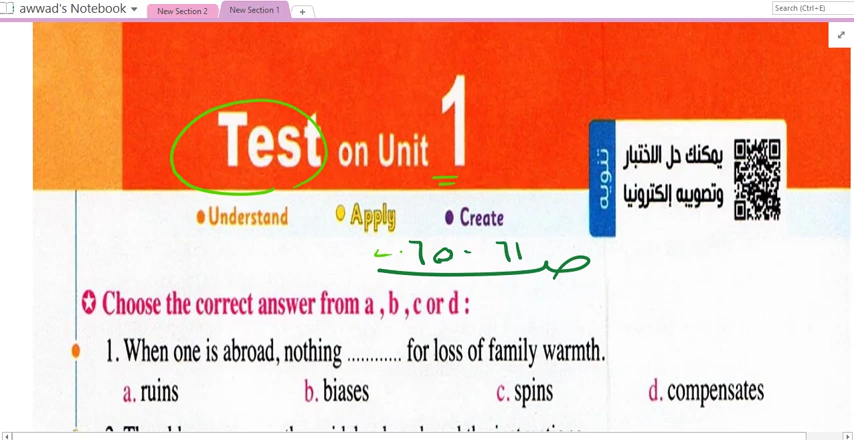 awwad's Notebook
New Section 2
New Section 1
Search (Ctrl+E)
Test on Unit 1
تنويه
يمكنك حل الاختبار
وتصويبه إلكترونيا
Understand
Apply
Create
Choose the correct answer from a , b , c or d :
1. When one is abroad, nothing ............ for loss of family warmth.
a. ruins b. biases c. spins d. compensates